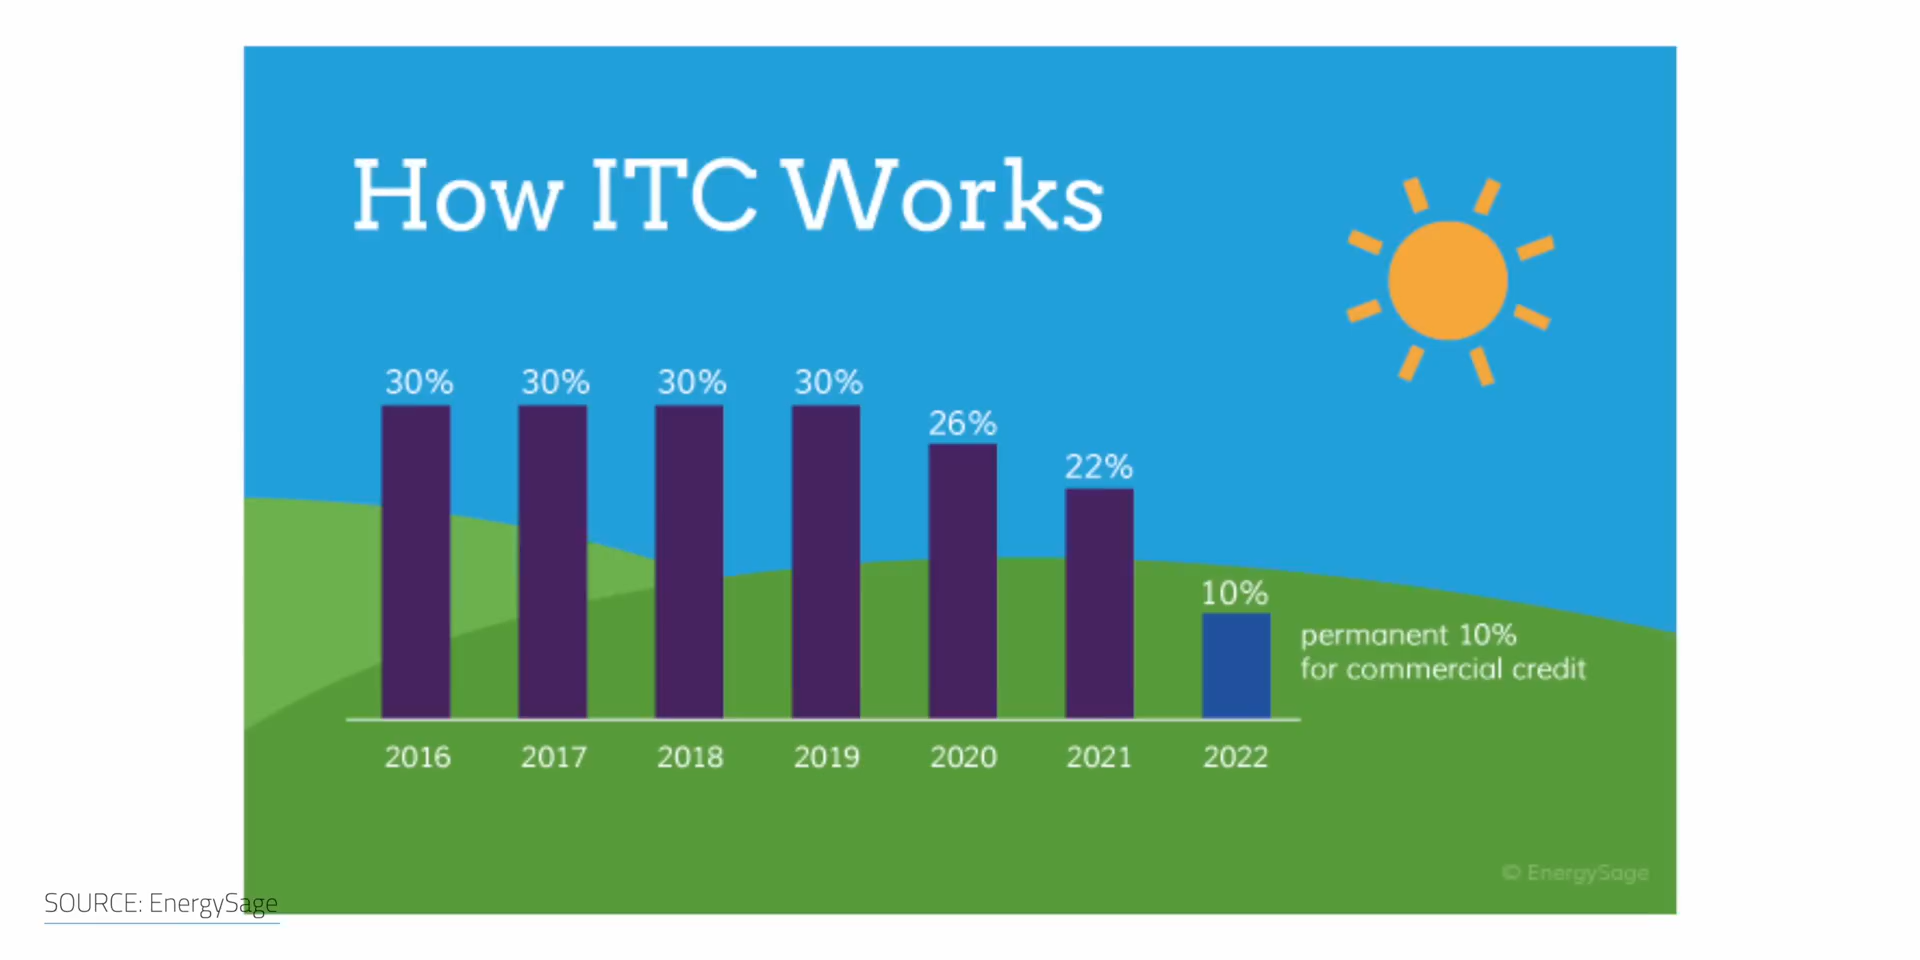 How ITC Works
30% 30% 30% 30%
26%
22%
10%
permanent 10%
for commercial credit
2016 2017 2018 2019 2020 2021 2022
© EnergySage
SOURCE: EnergySage